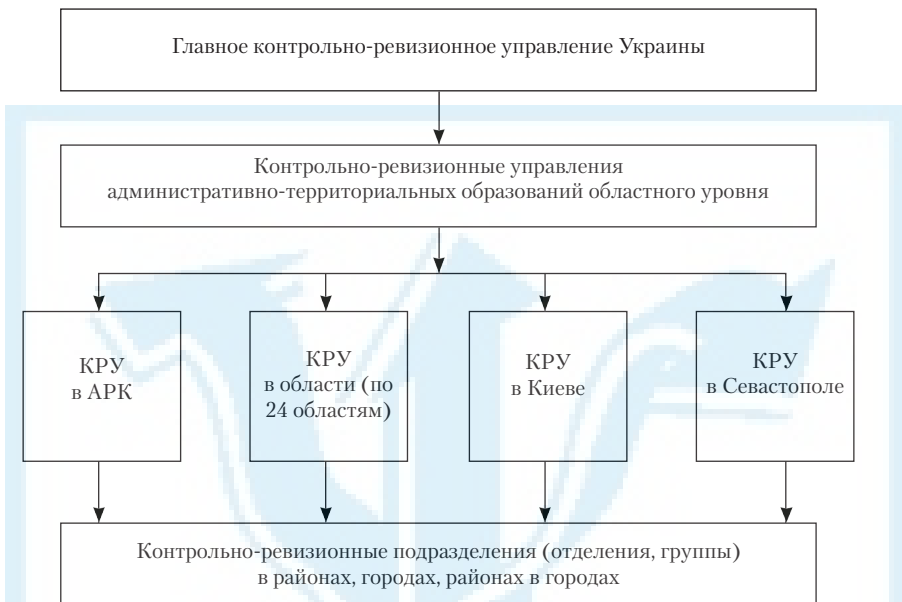 Главное контрольно-ревизионное управление Украины
Контрольно-ревизионные управления
административно-территориальных образований областного уровня
КРУ
в АРК
КРУ
в области (по
24 областям)
КРУ
в Киеве
КРУ
в Севастополе
Контрольно-ревизионные подразделения (отделения, группы)
в районах, городах, районах в городах